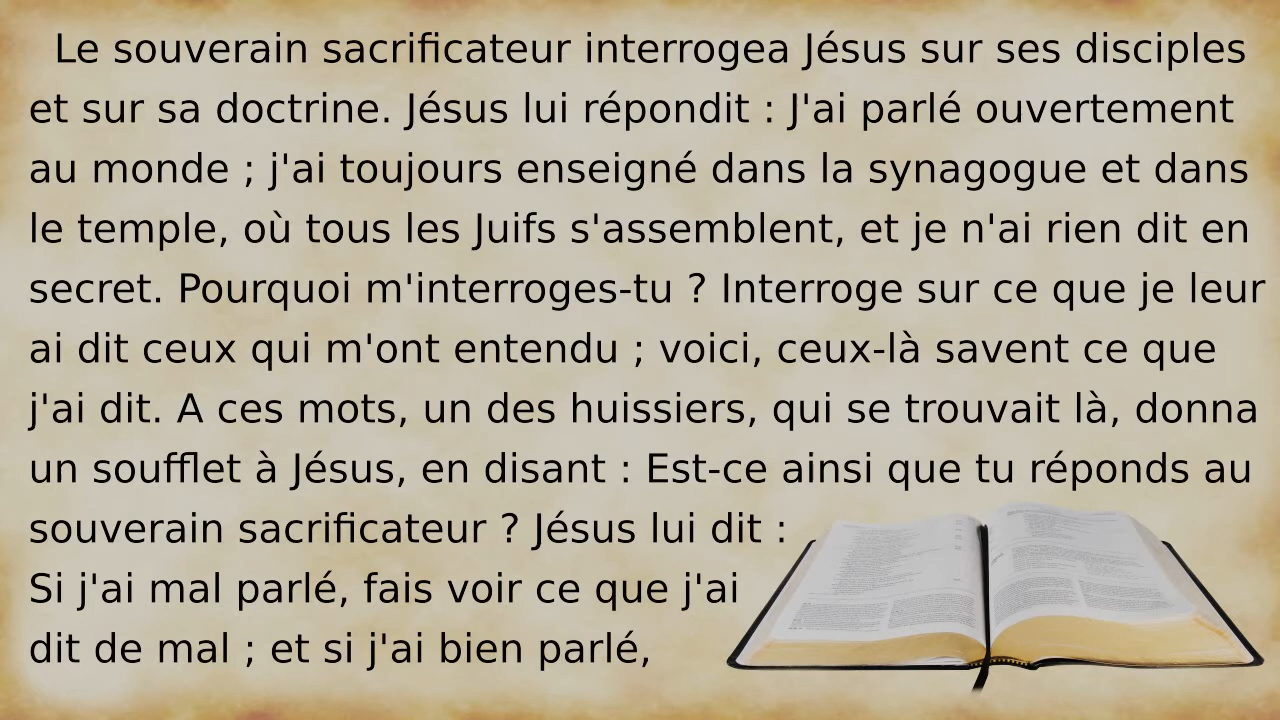 Le souverain sacrificateur interrogea Jésus sur ses disciples
et sur sa doctrine. Jésus lui répondit : J'ai parlé ouvertement
au monde ; j'ai toujours enseigné dans la synagogue et dans
le temple, où tous les Juifs s'assemblent, et je n'ai rien dit en
secret. Pourquoi m'interroges-tu ? Interroge sur ce que je leur
ai dit ceux qui m'ont entendu ; voici, ceux-là savent ce que
j'ai dit. A ces mots, un des huissiers, qui se trouvait là, donna
un soufflet à Jésus, en disant : Est-ce ainsi que tu réponds au
souverain sacrificateur ? Jésus lui dit :
Si j'ai mal parlé, fais voir ce que j'ai
dit de mal ; et si j'ai bien parlé,